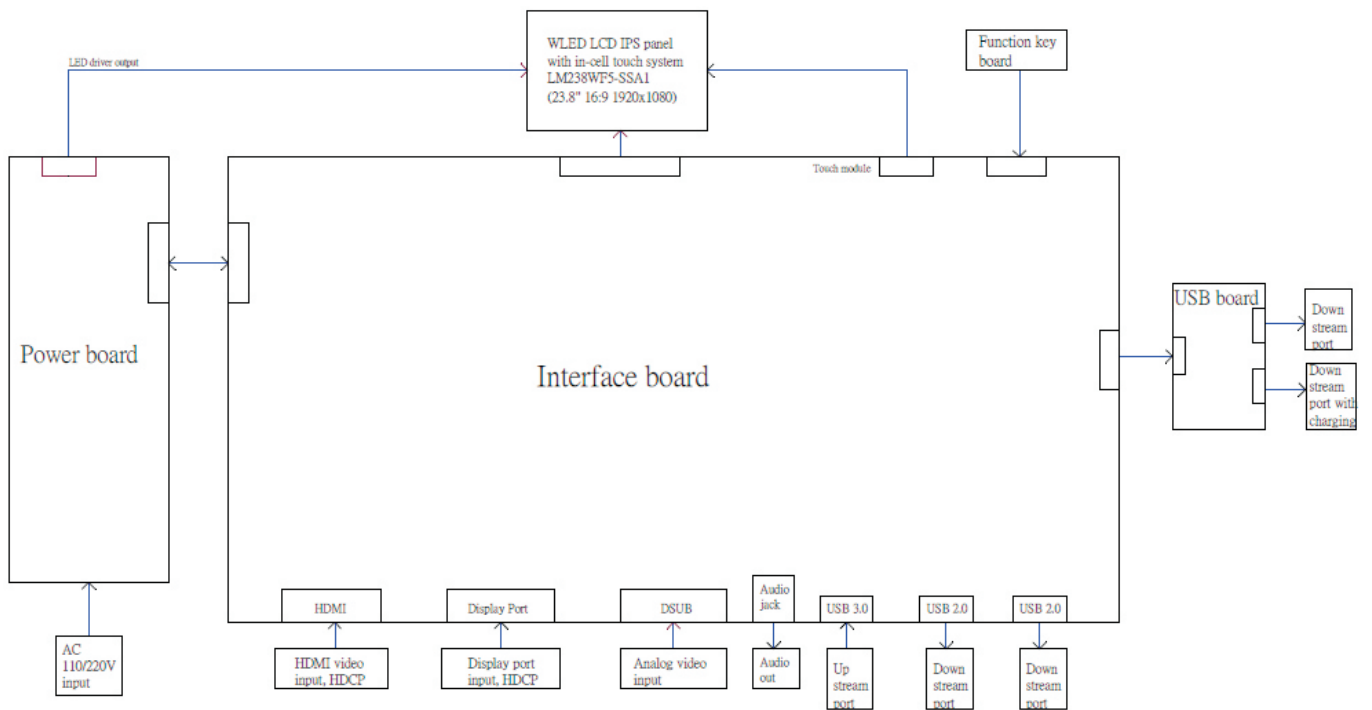 WLED LCD IPS panel
with in-cell touch system
LM238WF5-SSA1
(23.8" 16:9 1920x1080)
Function key
board
LED driver output
Touch module
Power board
Interface board
USB board
Down
stream
port
Down
stream
port with
charging
HDMI
Display Port
DSUB
Audio
jack
USB 3.0
USB 2.0
USB 2.0
AC
110/220V
input
HDMI video
input, HDCP
Display port
input, HDCP
Analog video
input
Audio
out
Up
stream
port
Down
stream
port
Down
stream
port